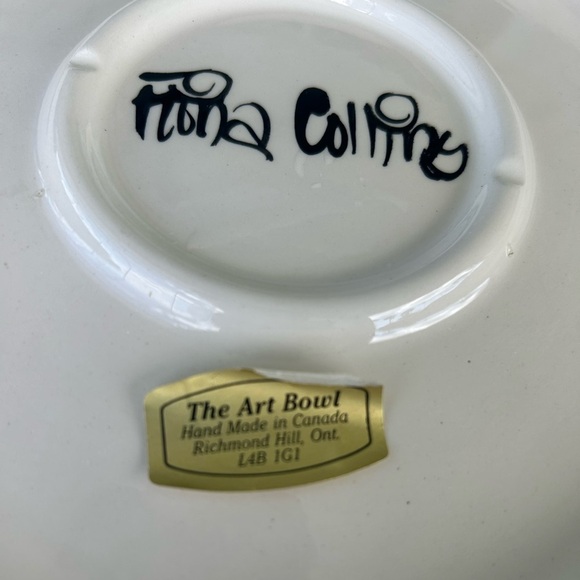 Fiona Collins
The Art Bowl
Hand Made in Canada
Richmond Hill, Ont.
L4B 1G1